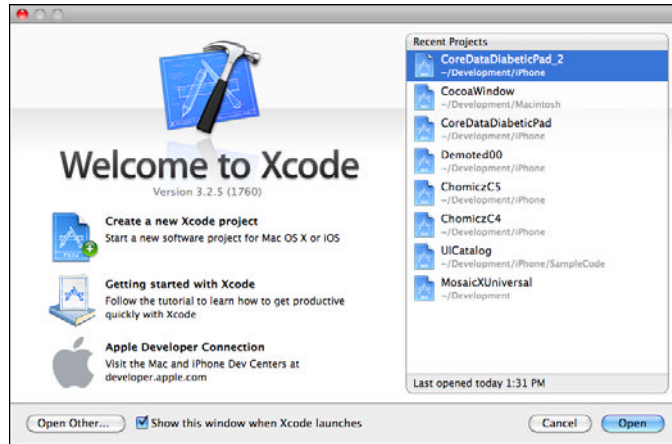 Welcome to Xcode
Version 3.2.5 (1760)
Create a new Xcode project
Start a new software project for Mac OS X or iOS
Getting started with Xcode
Follow the tutorial to learn how to get productive
quickly with Xcode
Apple Developer Connection
Visit the Mac and iPhone Dev Centers at
developer.apple.com
Recent Projects
CoreDataDiabeticPad_2
~/Development/iPhone
CocoaWindow
~/Development/Macintosh
CoreDataDiabeticPad
~/Development/iPhone
Demoted00
~/Development/iPhone
ChomiczC5
~/Development/iPhone
ChomiczC4
~/Development/iPhone
UICatalog
~/Development/iPhone/SampleCode
MosaicXUniversal
~/Development
Last opened today 1:31 PM
Open Other...
Show this window when Xcode launches
Cancel
Open